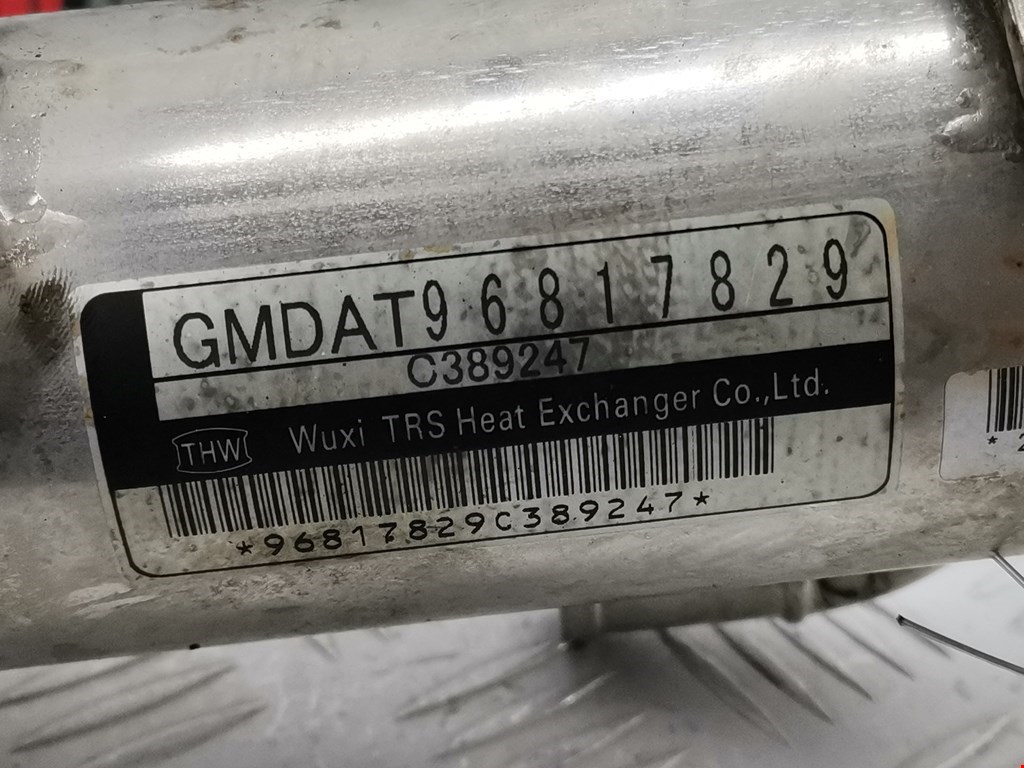 GMDAT96817829
C389247
THW Wuxi TRS Heat Exchanger Co.,Ltd.
*96817829C389247*